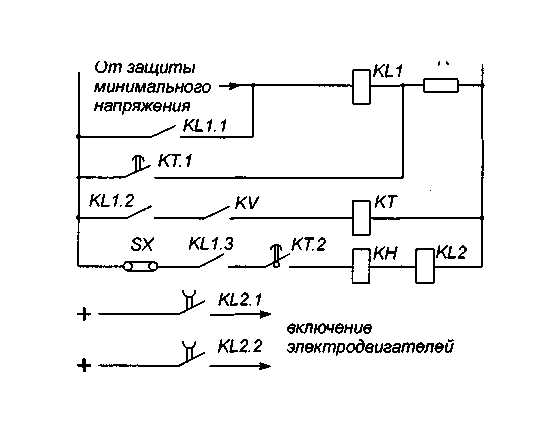 От защиты
минимального
напряжения
KL1
KL1.1
KT.1
KL1.2
KV
KT
SX
KL1.3
KT.2
KH
KL2
+
KL2.1
включение
электродвигателей
+
KL2.2